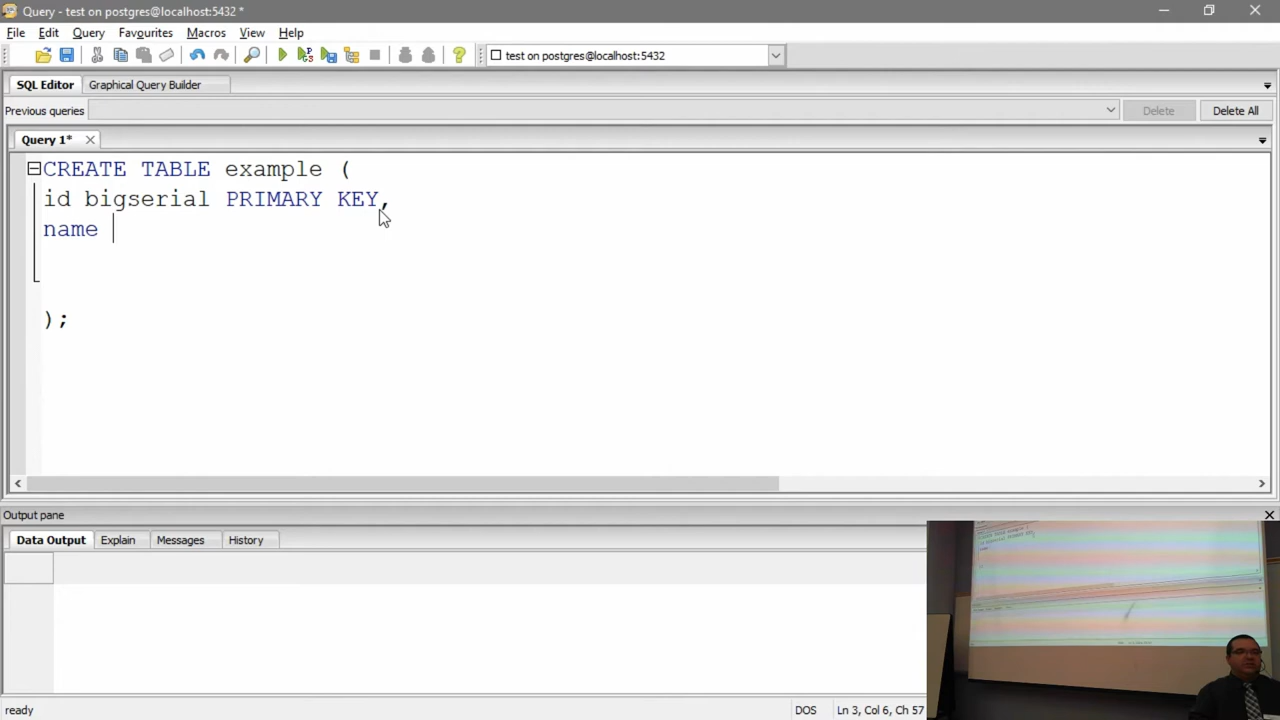 Query - test on postgres@localhost:5432 *
File Edit Query Favourites Macros View Help
test on postgres@localhost:5432
SQL Editor Graphical Query Builder
Previous queries Delete Delete All
Query 1*
CREATE TABLE example (
id bigserial PRIMARY KEY,
name
);
Output pane
Data Output Explain Messages History
ready DOS Ln 3, Col 6, Ch 57